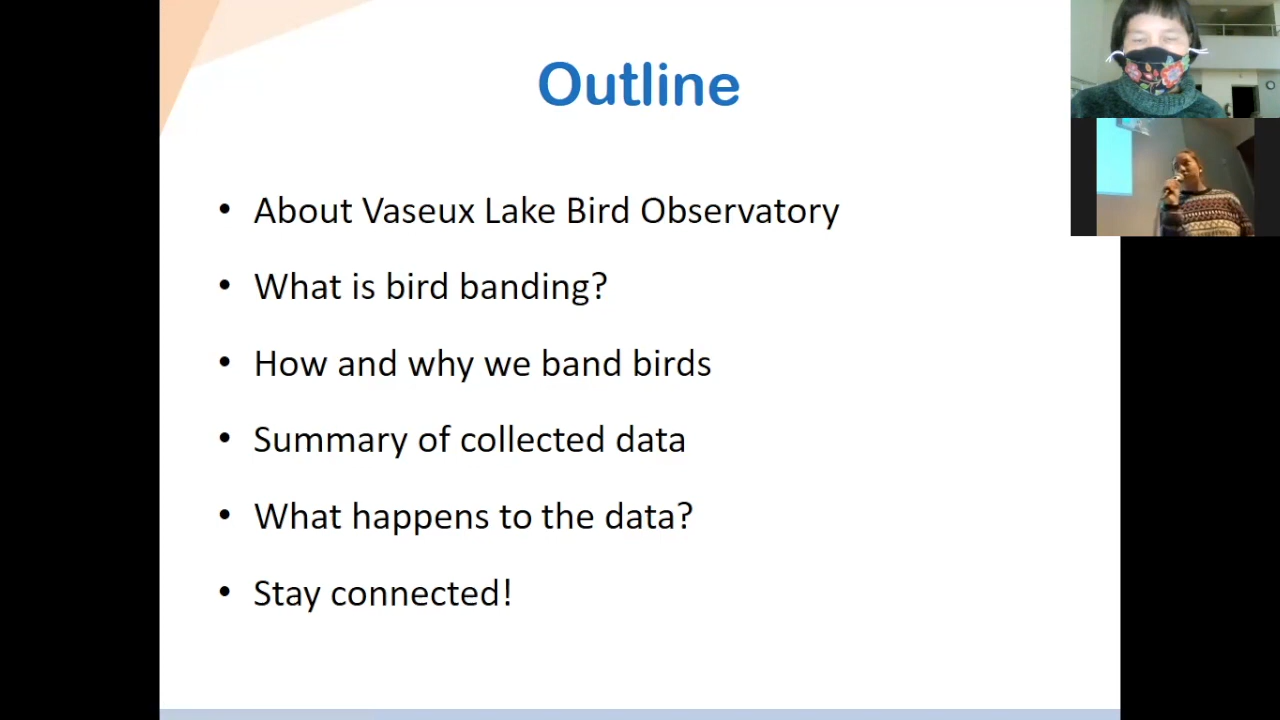 Outline
• About Vaseux Lake Bird Observatory
• What is bird banding?
• How and why we band birds
• Summary of collected data
• What happens to the data?
• Stay connected!